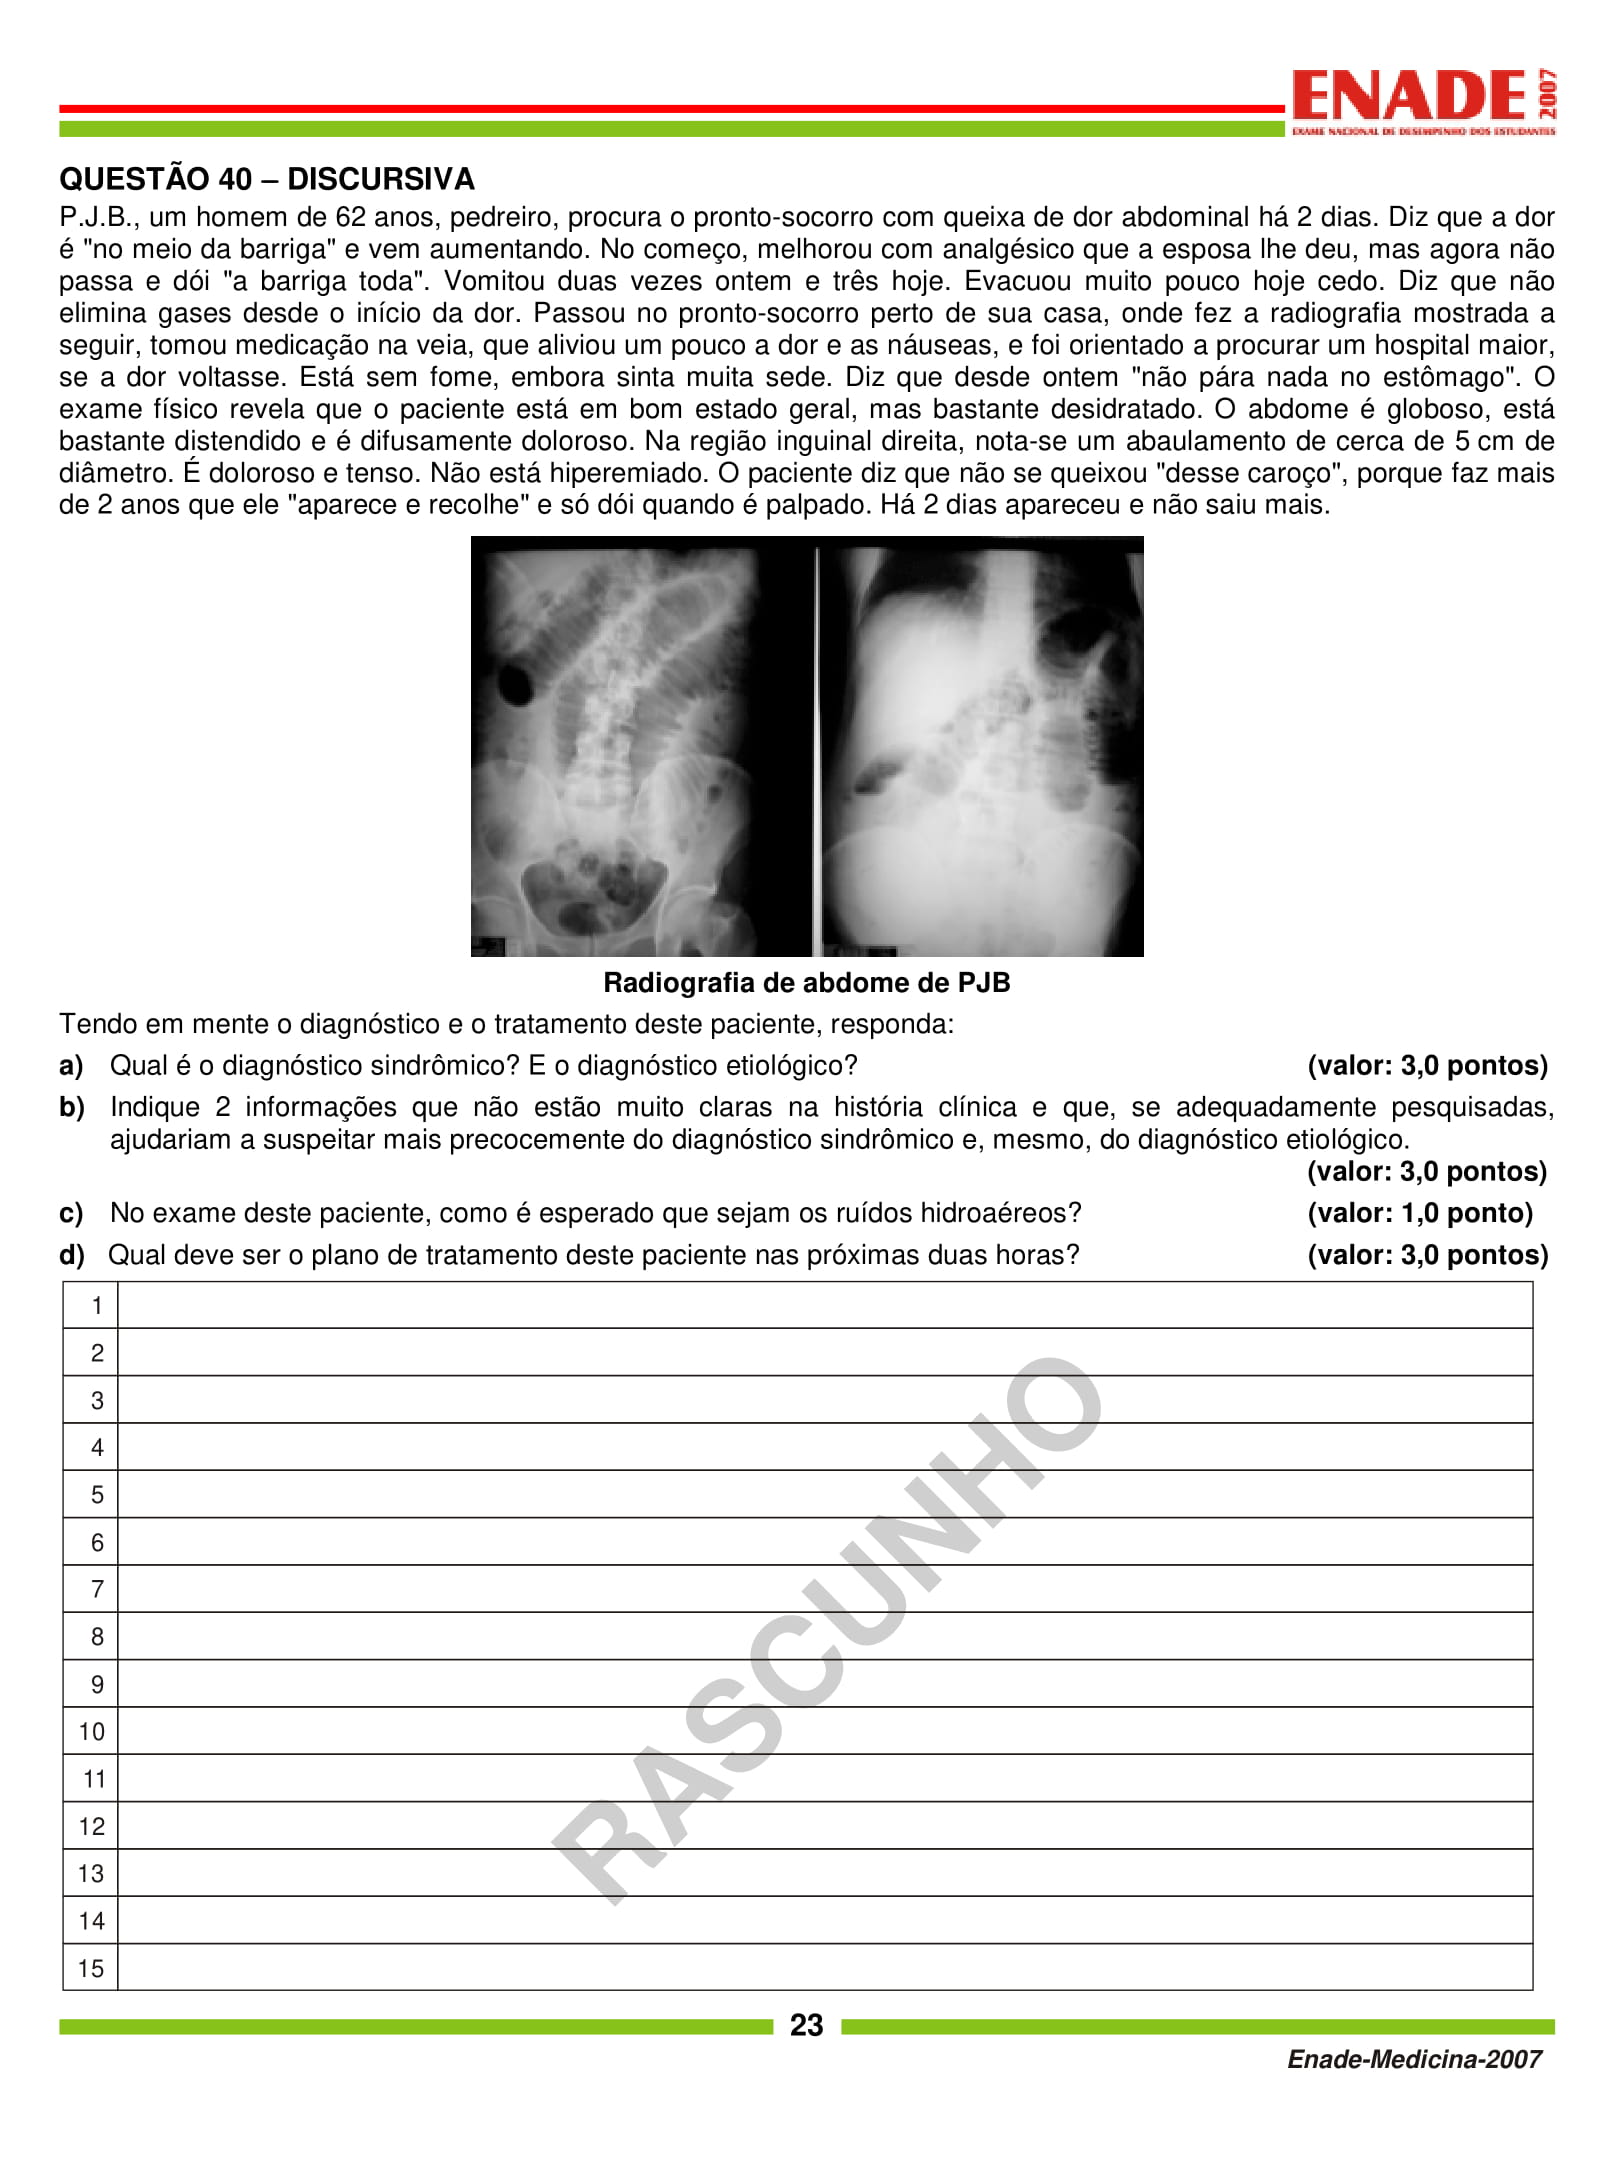 ENADE 2007
EXAME NACIONAL DE DESEMPENHO DOS ESTUDANTES
QUESTÃO 40 – DISCURSIVA
P.J.B., um homem de 62 anos, pedreiro, procura o pronto-socorro com queixa de dor abdominal há 2 dias. Diz que a dor
é "no meio da barriga" e vem aumentando. No começo, melhorou com analgésico que a esposa lhe deu, mas agora não
passa e dói "a barriga toda". Vomitou duas vezes ontem e três hoje. Evacuou muito pouco hoje cedo. Diz que não
elimina gases desde o início da dor. Passou no pronto-socorro perto de sua casa, onde fez a radiografia mostrada a
seguir, tomou medicação na veia, que aliviou um pouco a dor e as náuseas, e foi orientado a procurar um hospital maior,
se a dor voltasse. Está sem fome, embora sinta muita sede. Diz que desde ontem "não pára nada no estômago". O
exame físico revela que o paciente está em bom estado geral, mas bastante desidratado. O abdome é globoso, está
bastante distendido e é difusamente doloroso. Na região inguinal direita, nota-se um abaulamento de cerca de 5 cm de
diâmetro. É doloroso e tenso. Não está hiperemiado. O paciente diz que não se queixou "desse caroço", porque faz mais
de 2 anos que ele "aparece e recolhe" e só dói quando é palpado. Há 2 dias apareceu e não saiu mais.
Radiografia de abdome de PJB
Tendo em mente o diagnóstico e o tratamento deste paciente, responda:
a) Qual é o diagnóstico sindrômico? E o diagnóstico etiológico? (valor: 3,0 pontos)
b) Indique 2 informações que não estão muito claras na história clínica e que, se adequadamente pesquisadas,
ajudariam a suspeitar mais precocemente do diagnóstico sindrômico e, mesmo, do diagnóstico etiológico.
(valor: 3,0 pontos)
c) No exame deste paciente, como é esperado que sejam os ruídos hidroaéreos? (valor: 1,0 ponto)
d) Qual deve ser o plano de tratamento deste paciente nas próximas duas horas? (valor: 3,0 pontos)
1
2
3
4
5
6
7
8
9
10
11
12
13
14
15
RASCUNHO
23
Enade-Medicina-2007